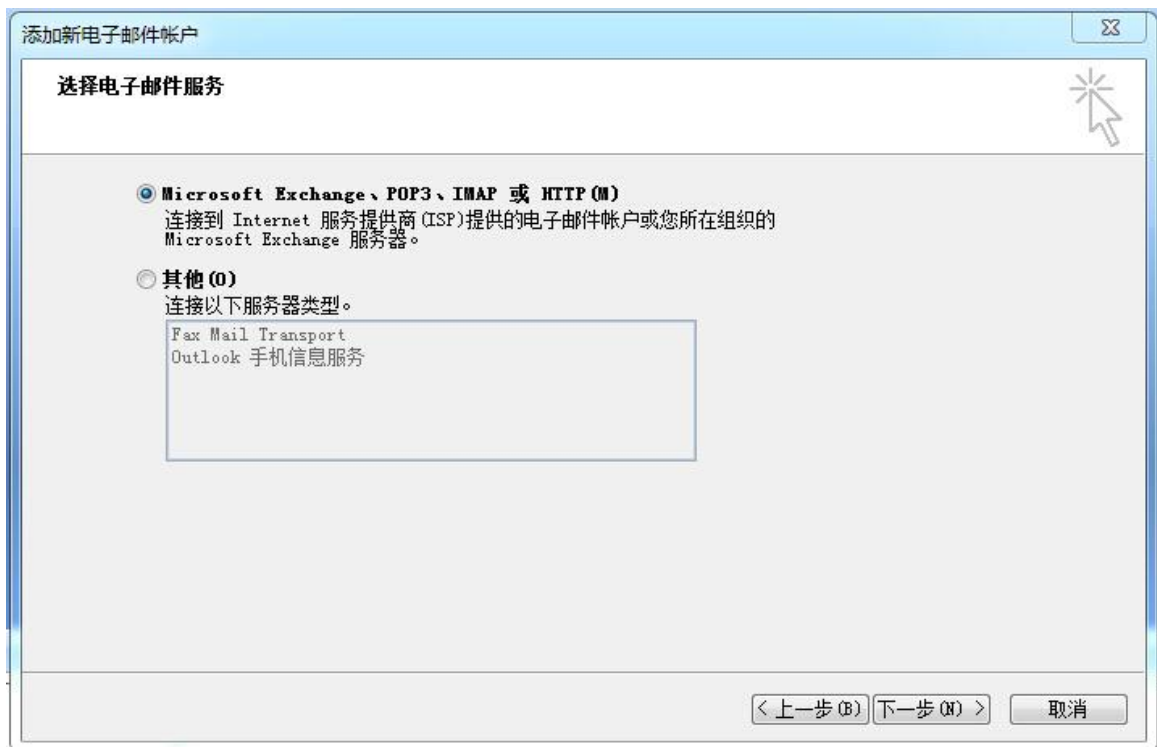 添加新电子邮件帐户
选择电子邮件服务
Microsoft Exchange、POP3、IMAP 或 HTTP(M)
连接到 Internet 服务提供商(ISP)提供的电子邮件帐户或您所在组织的
Microsoft Exchange 服务器。
其他(O)
连接以下服务器类型。
Fax Mail Transport
Outlook 手机信息服务
< 上一步(B) 下一步(N) > 取消